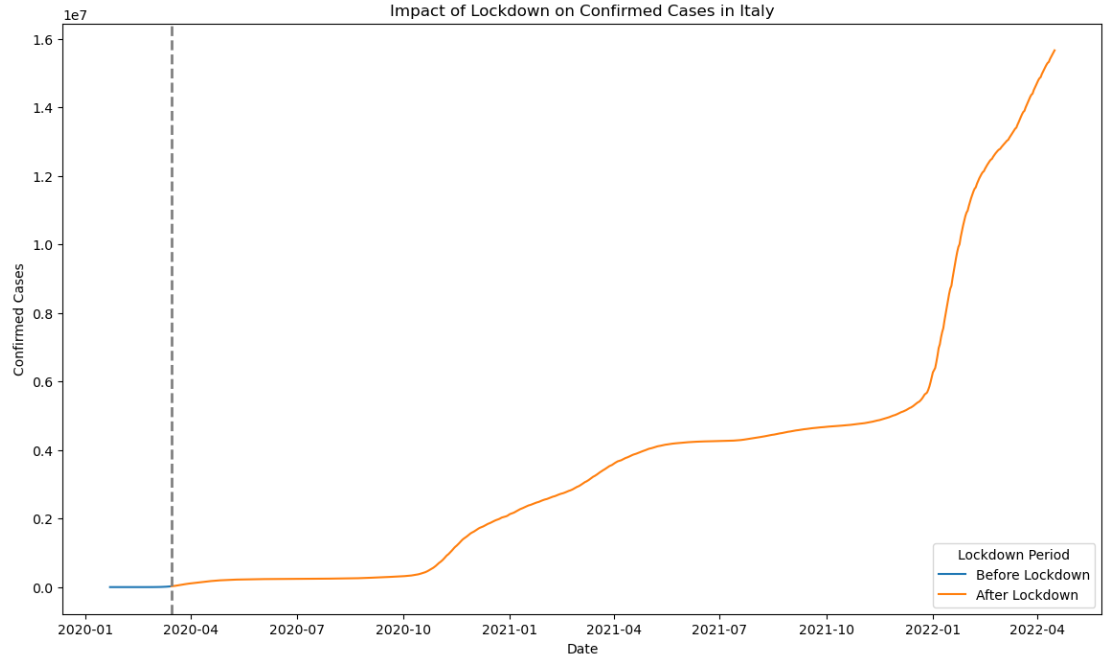 Impact of Lockdown on Confirmed Cases in Italy
1e7
1.6
1.4
1.2
1.0
0.8
0.6
0.4
0.2
0.0
Confirmed Cases
2020-01 2020-04 2020-07 2020-10 2021-01 2021-04 2021-07 2021-10 2022-01 2022-04
Date
Lockdown Period
Before Lockdown
After Lockdown